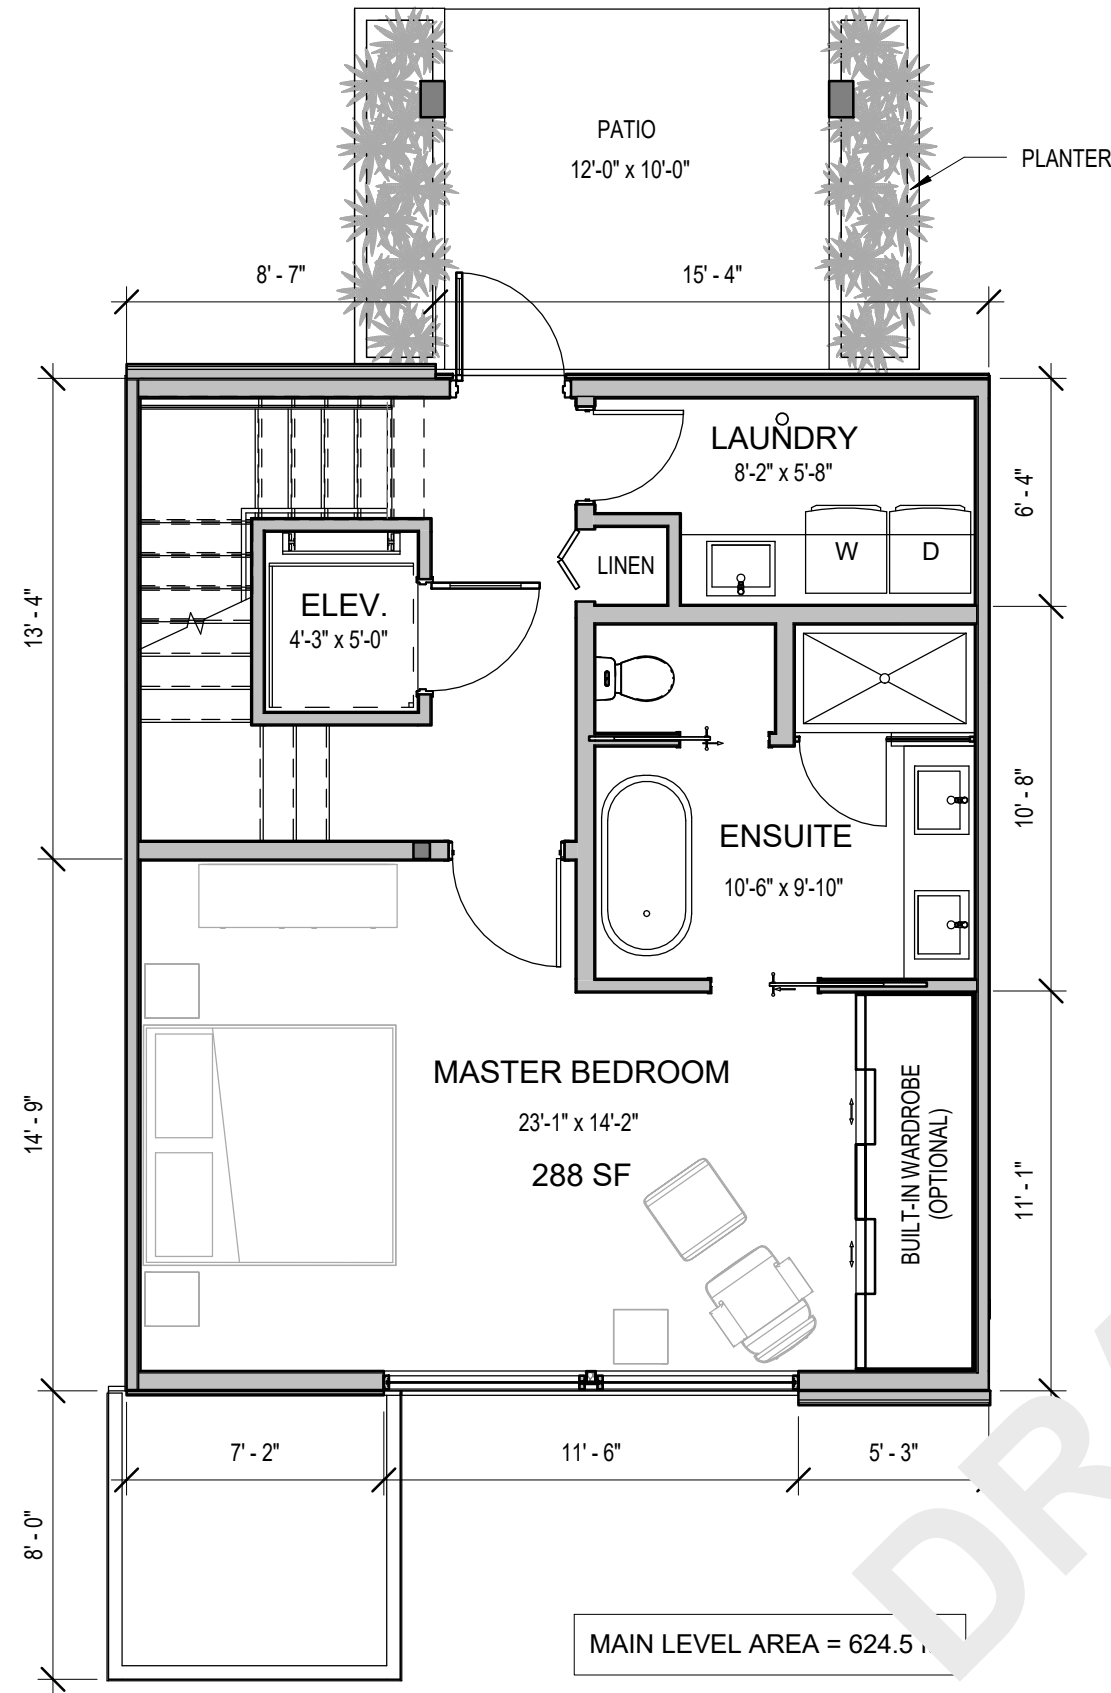 PATIO
12'-0" x 10'-0"
PLANTER
8' - 7"
15' - 4"
LAUNDRY
8'-2" x 5'-8"
6' - 4"
W
D
LINEN
ELEV.
4'-3" x 5'-0"
13' - 4"
10' - 8"
ENSUITE
10'-6" x 9'-10"
MASTER BEDROOM
23'-1" x 14'-2"
288 SF
BUILT-IN WARDROBE
(OPTIONAL)
14' - 9"
11' - 1"
7' - 2"
11' - 6"
5' - 3"
8' - 0"
MAIN LEVEL AREA = 624.5